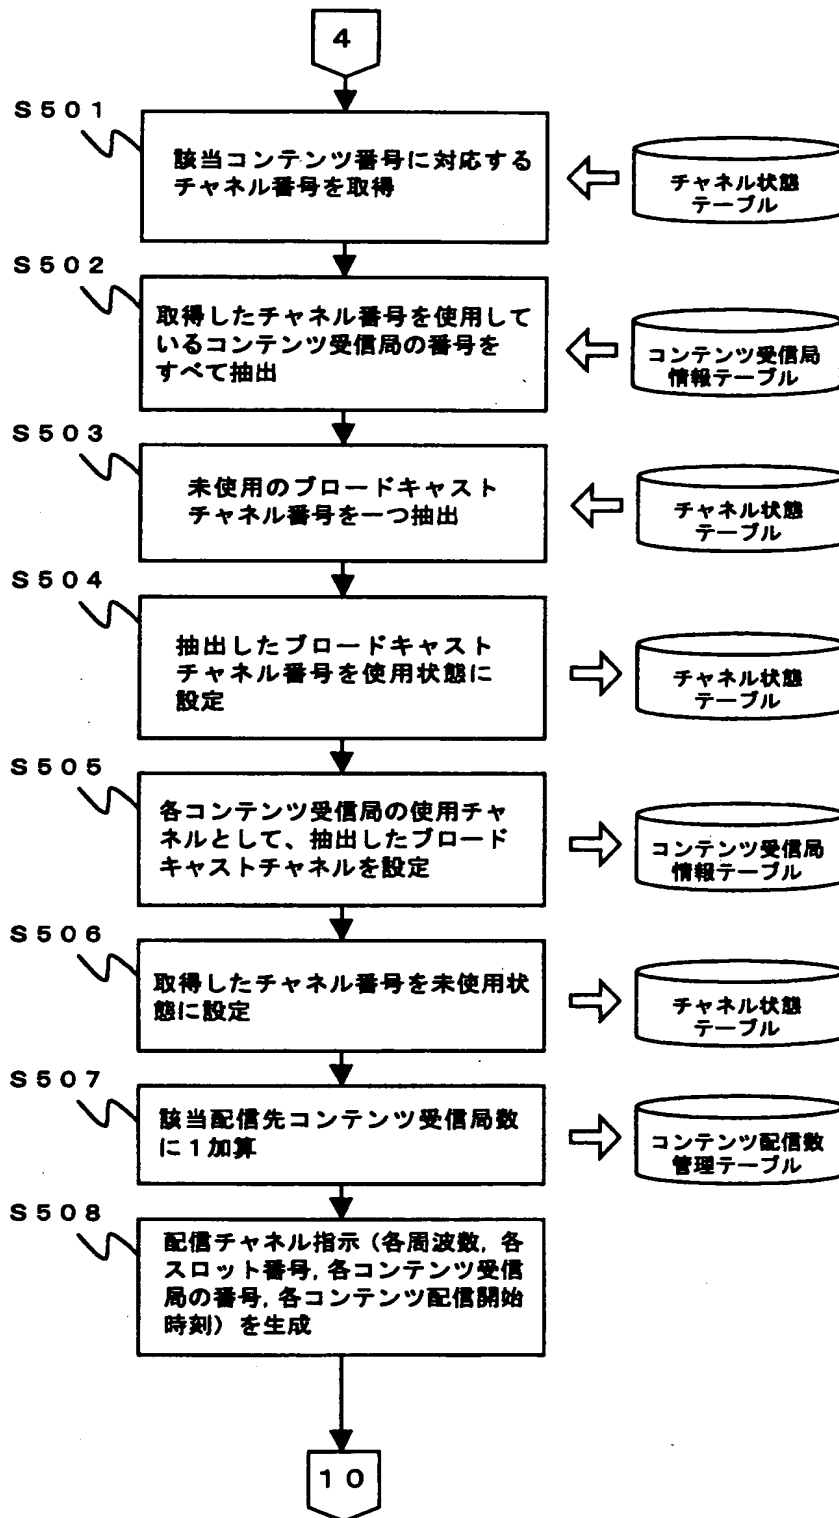 4
S501
該当コンテンツ番号に対応する
チャネル番号を取得
チャネル状態
テーブル
S502
取得したチャネル番号を使用して
いるコンテンツ受信局の番号を
すべて抽出
コンテンツ受信局
情報テーブル
S503
未使用のブロードキャスト
チャネル番号を一つ抽出
チャネル状態
テーブル
S504
抽出したブロードキャスト
チャネル番号を使用状態に
設定
チャネル状態
テーブル
S505
各コンテンツ受信局の使用チャ
ネルとして、抽出したブロード
キャストチャネルを設定
コンテンツ受信局
情報テーブル
S506
取得したチャネル番号を未使用状
態に設定
チャネル状態
テーブル
S507
該当配信先コンテンツ受信局数
に1加算
コンテンツ配信数
管理テーブル
S508
配信チャネル指示(各周波数,各
スロット番号,各コンテンツ受信
局の番号,各コンテンツ配信開始
時刻)を生成
10